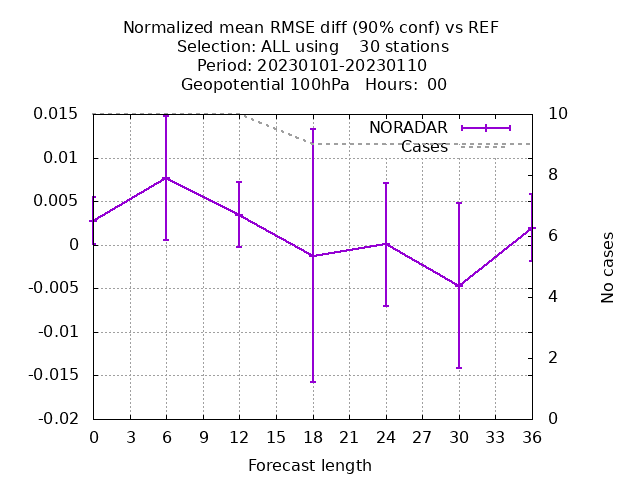 Normalized mean RMSE diff (90% conf) vs REF
Selection: ALL using    30 stations
Period: 20230101-20230110
Geopotential 100hPa   Hours:  00
NORADAR
Cases
0.015
0.01
0.005
0
-0.005
-0.01
-0.015
-0.02
10
8
6
4
2
0
No cases
0 3 6 9 12 15 18 21 24 27 30 33 36
Forecast length